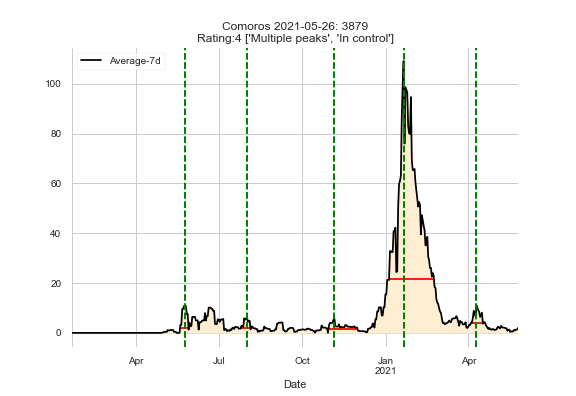 Comoros 2021-05-26: 3879
Rating:4 ['Multiple peaks', 'In control']
Average-7d
100
80
60
40
20
0
Apr
Jul
Oct
Jan
2021
Apr
Date